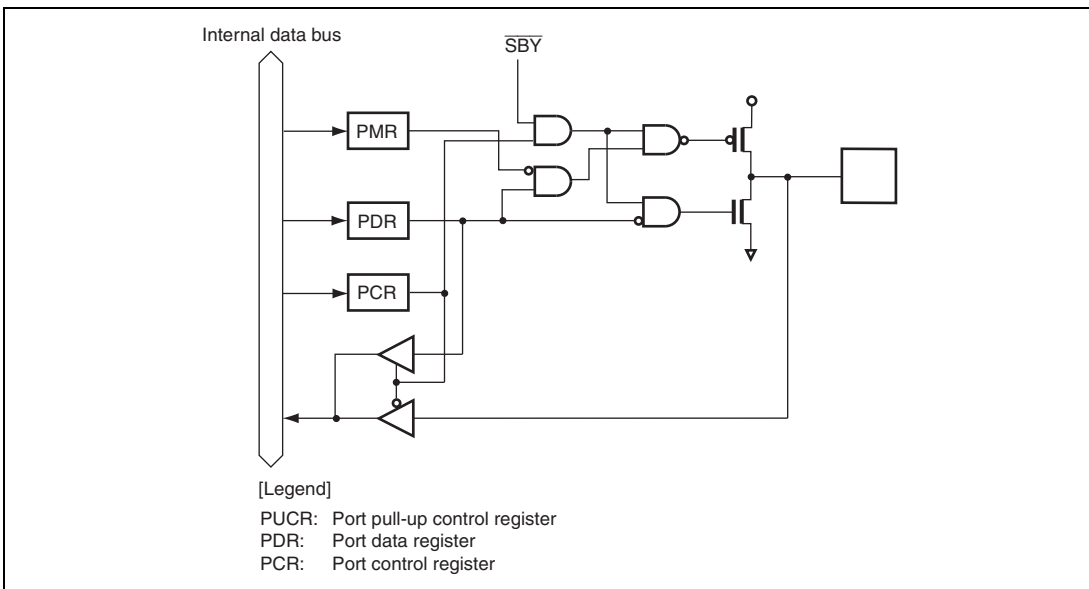 Internal data bus
SBY
PMR
PDR
PCR
[Legend]
PUCR: Port pull-up control register
PDR: Port data register
PCR: Port control register